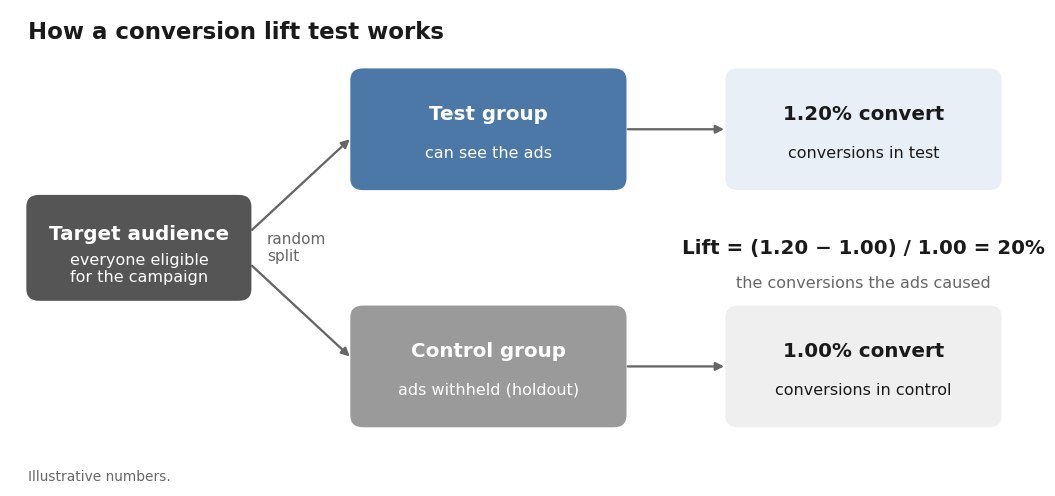 How a conversion lift test works
Test group
can see the ads
1.20% convert
conversions in test
Target audience
everyone eligible
for the campaign
random
split
Lift = (1.20 − 1.00) / 1.00 = 20%
the conversions the ads caused
Control group
ads withheld (holdout)
1.00% convert
conversions in control
Illustrative numbers.